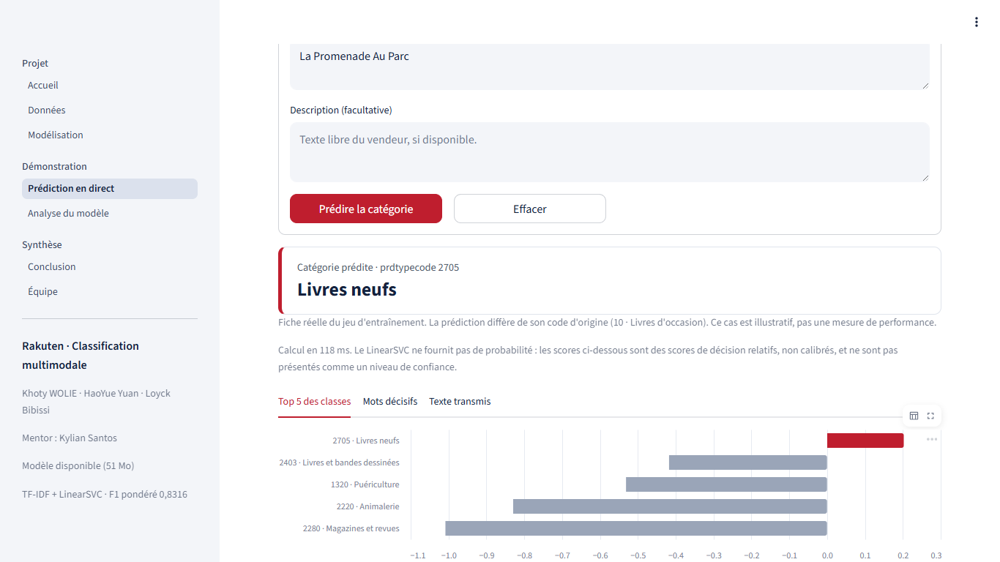 Projet
Accueil
Données
Modélisation
Démonstration
Prédiction en direct
Analyse du modèle
Synthèse
Conclusion
Équipe
Rakuten · Classification
multimodale
Khoty WOLIE · HaoYue Yuan · Loyck
Bibissi
Mentor : Kylian Santos
Modèle disponible (51 Mo)
TF-IDF + LinearSVC · F1 pondéré 0,8316
La Promenade Au Parc
Description (facultative)
Texte libre du vendeur, si disponible.
Prédire la catégorie
Effacer
Catégorie prédite · prdtypecode 2705
Livres neufs
Fiche réelle du jeu d'entraînement. La prédiction diffère de son code d'origine (10 · Livres d'occasion). Ce cas est illustratif, pas une mesure de performance.
Calcul en 118 ms. Le LinearSVC ne fournit pas de probabilité : les scores ci-dessous sont des scores de décision relatifs, non calibrés, et ne sont pas
présentés comme un niveau de confiance.
Top 5 des classes
Mots décisifs
Texte transmis
2705 · Livres neufs
2403 · Livres et bandes dessinées
1320 · Puériculture
2220 · Animalerie
2280 · Magazines et revues
−1.1 −1.0 −0.9 −0.8 −0.7 −0.6 −0.5 −0.4 −0.3 −0.2 −0.1 0.0 0.1 0.2 0.3